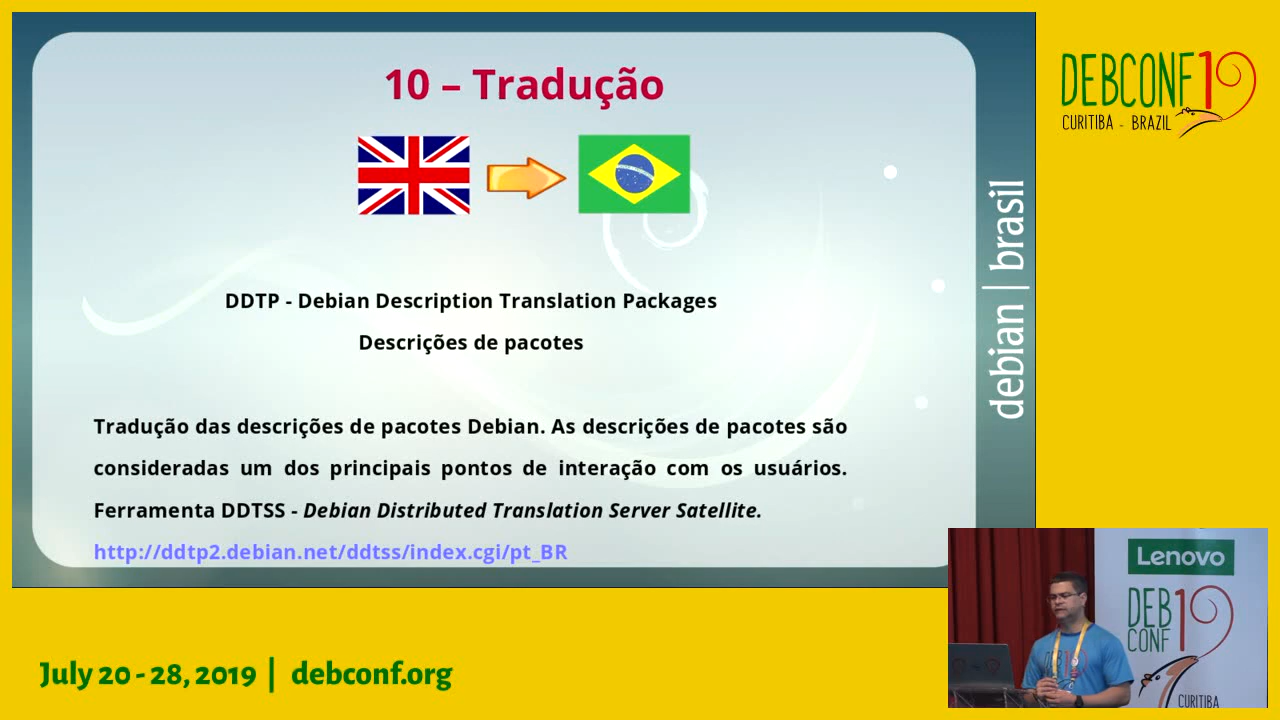 10 – Tradução
DDTP - Debian Description Translation Packages
Descrições de pacotes
Tradução das descrições de pacotes Debian. As descrições de pacotes são
consideradas um dos principais pontos de interação com os usuários.
Ferramenta DDTSS - Debian Distributed Translation Server Satellite.
http://ddtp2.debian.net/ddtss/index.cgi/pt_BR
debian | brasil
DEBCONF19
CURITIBA - BRAZIL
Lenovo
DEB
CONF 19
CURITIBA
July 20 - 28, 2019 | debconf.org